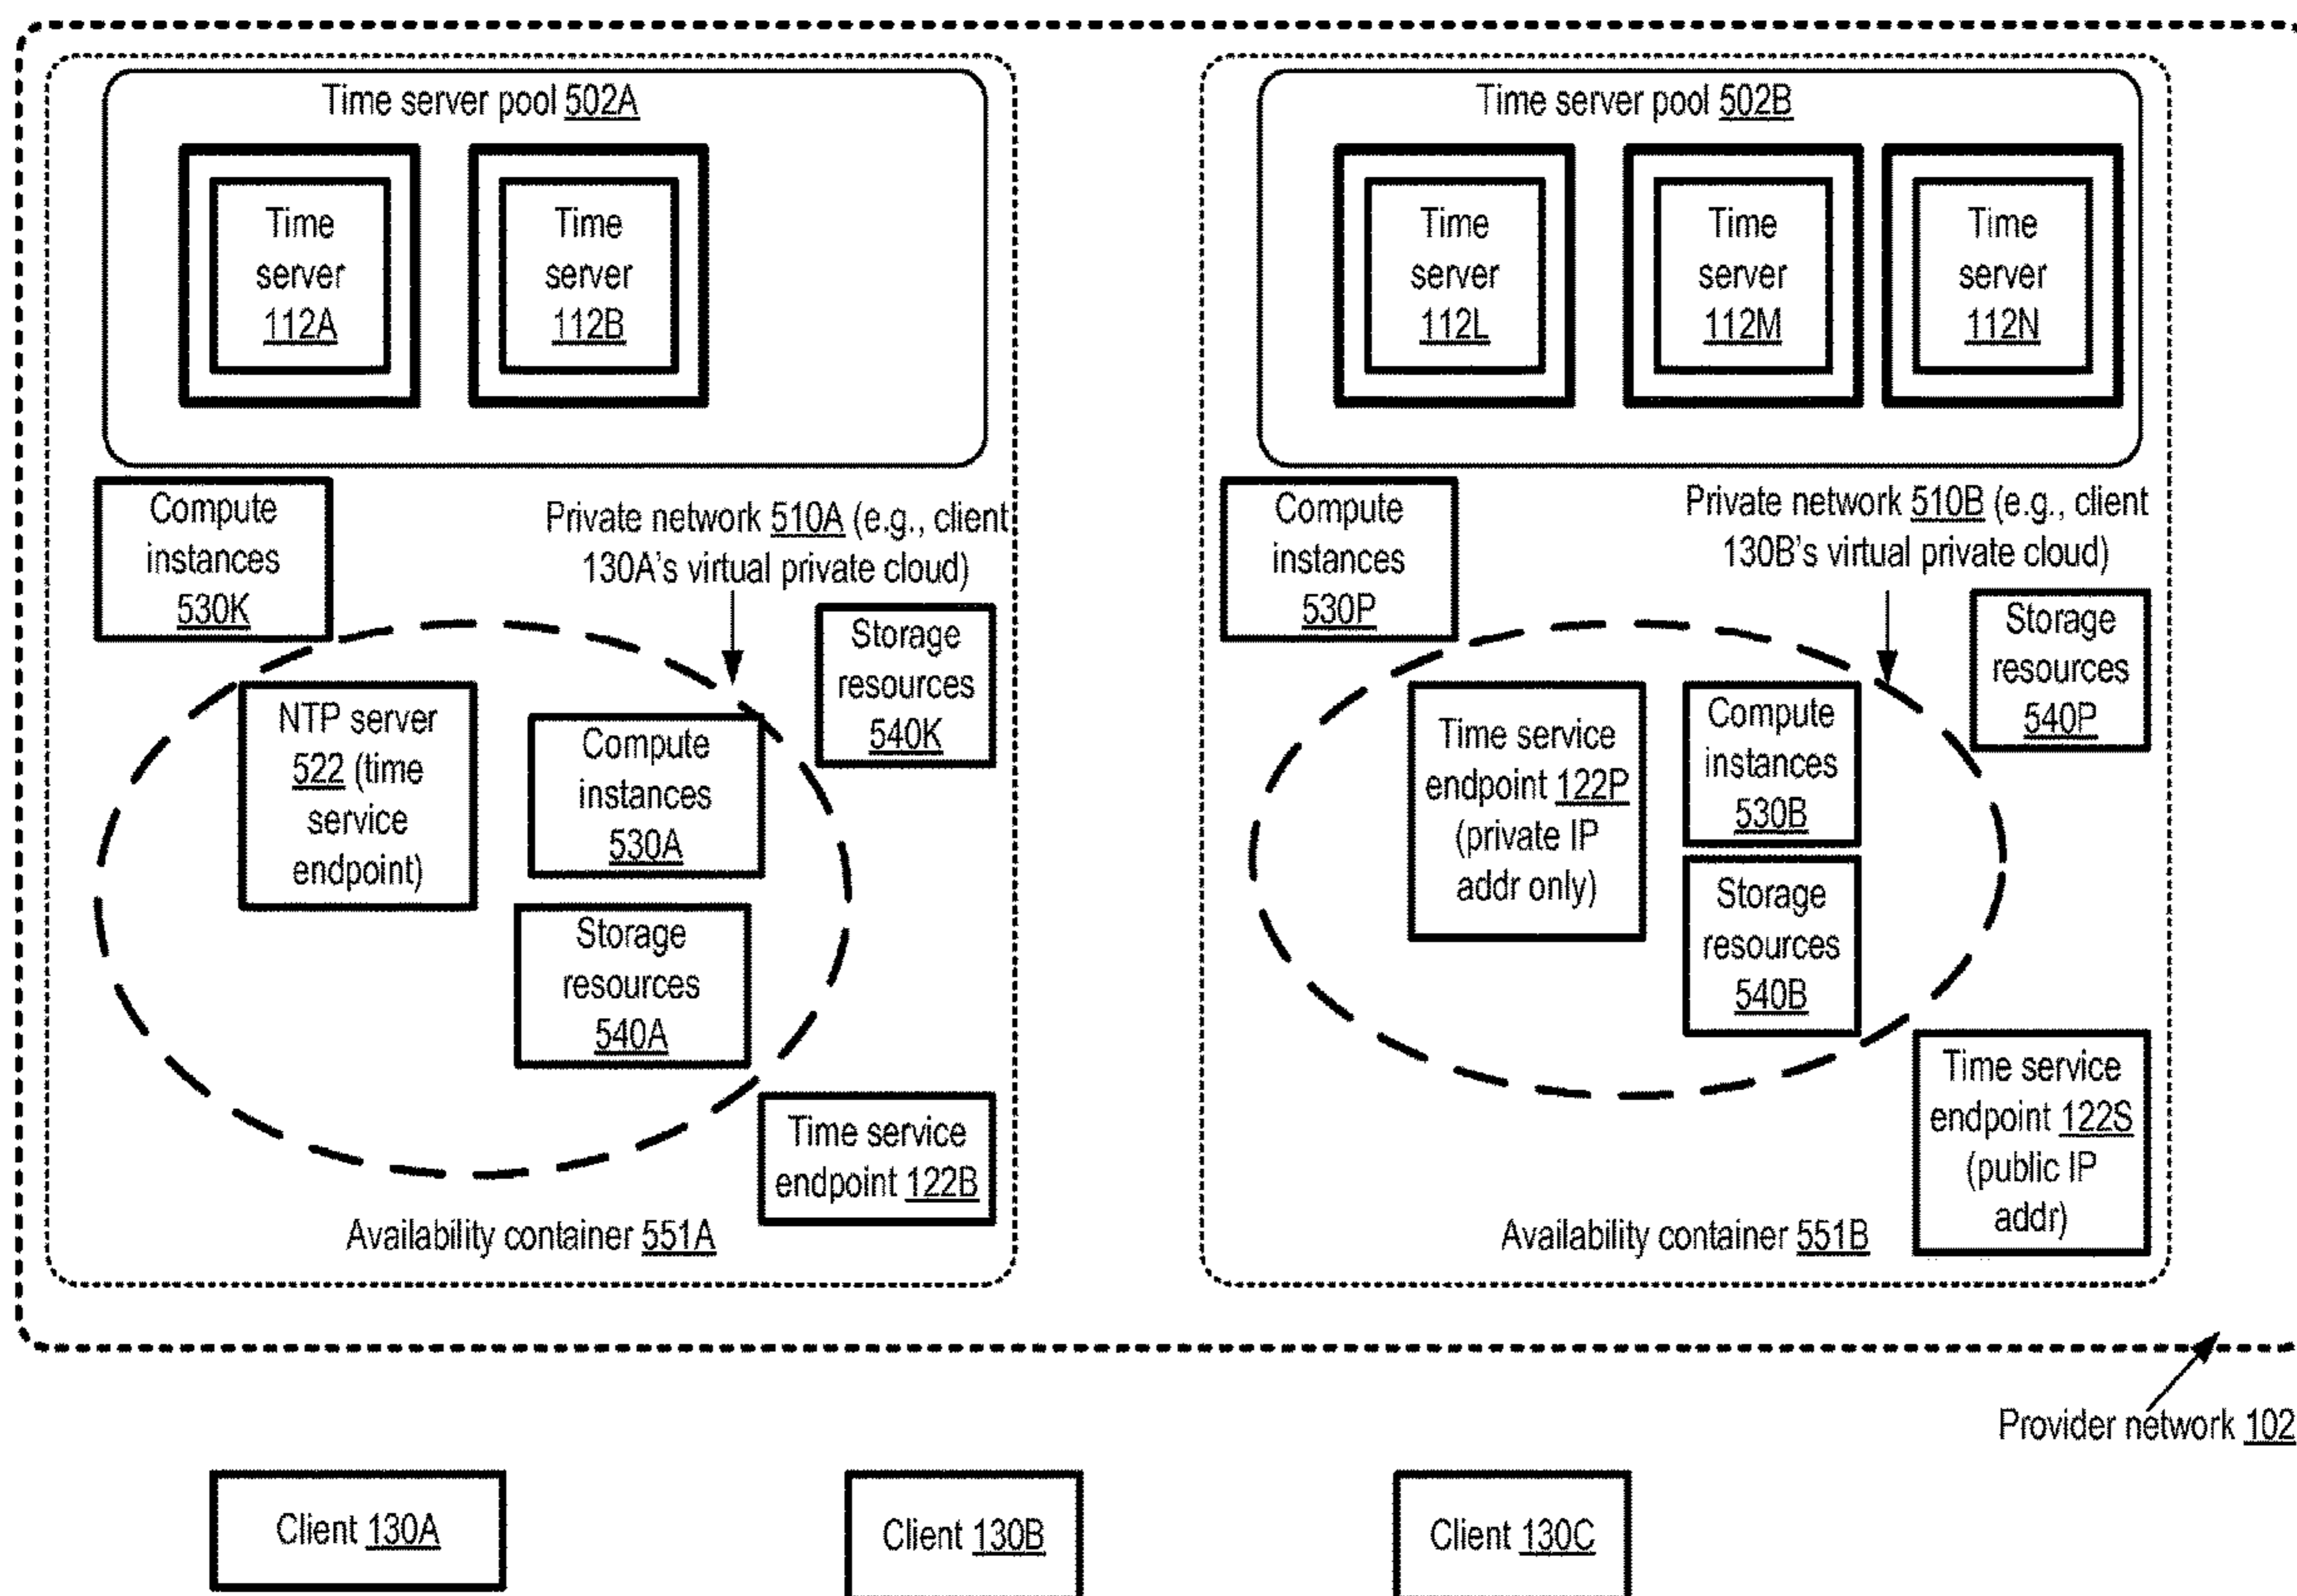 Time server pool 502A
Time
server
112A
Time
server
112B
Compute
instances
530K
Private network 510A (e.g., client
130A's virtual private cloud)
Storage
resources
540K
NTP server
522 (time
service
endpoint)
Compute
instances
530A
Storage
resources
540A
Time service
endpoint 122B
Availability container 551A
Time server pool 502B
Time
server
112L
Time
server
112M
Time
server
112N
Compute
instances
530P
Private network 510B (e.g., client
130B's virtual private cloud)
Storage
resources
540P
Time service
endpoint 122P
(private IP
addr only)
Compute
instances
530B
Storage
resources
540B
Time service
endpoint 122S
(public IP
addr)
Availability container 551B
Provider network 102
Client 130A
Client 130B
Client 130C